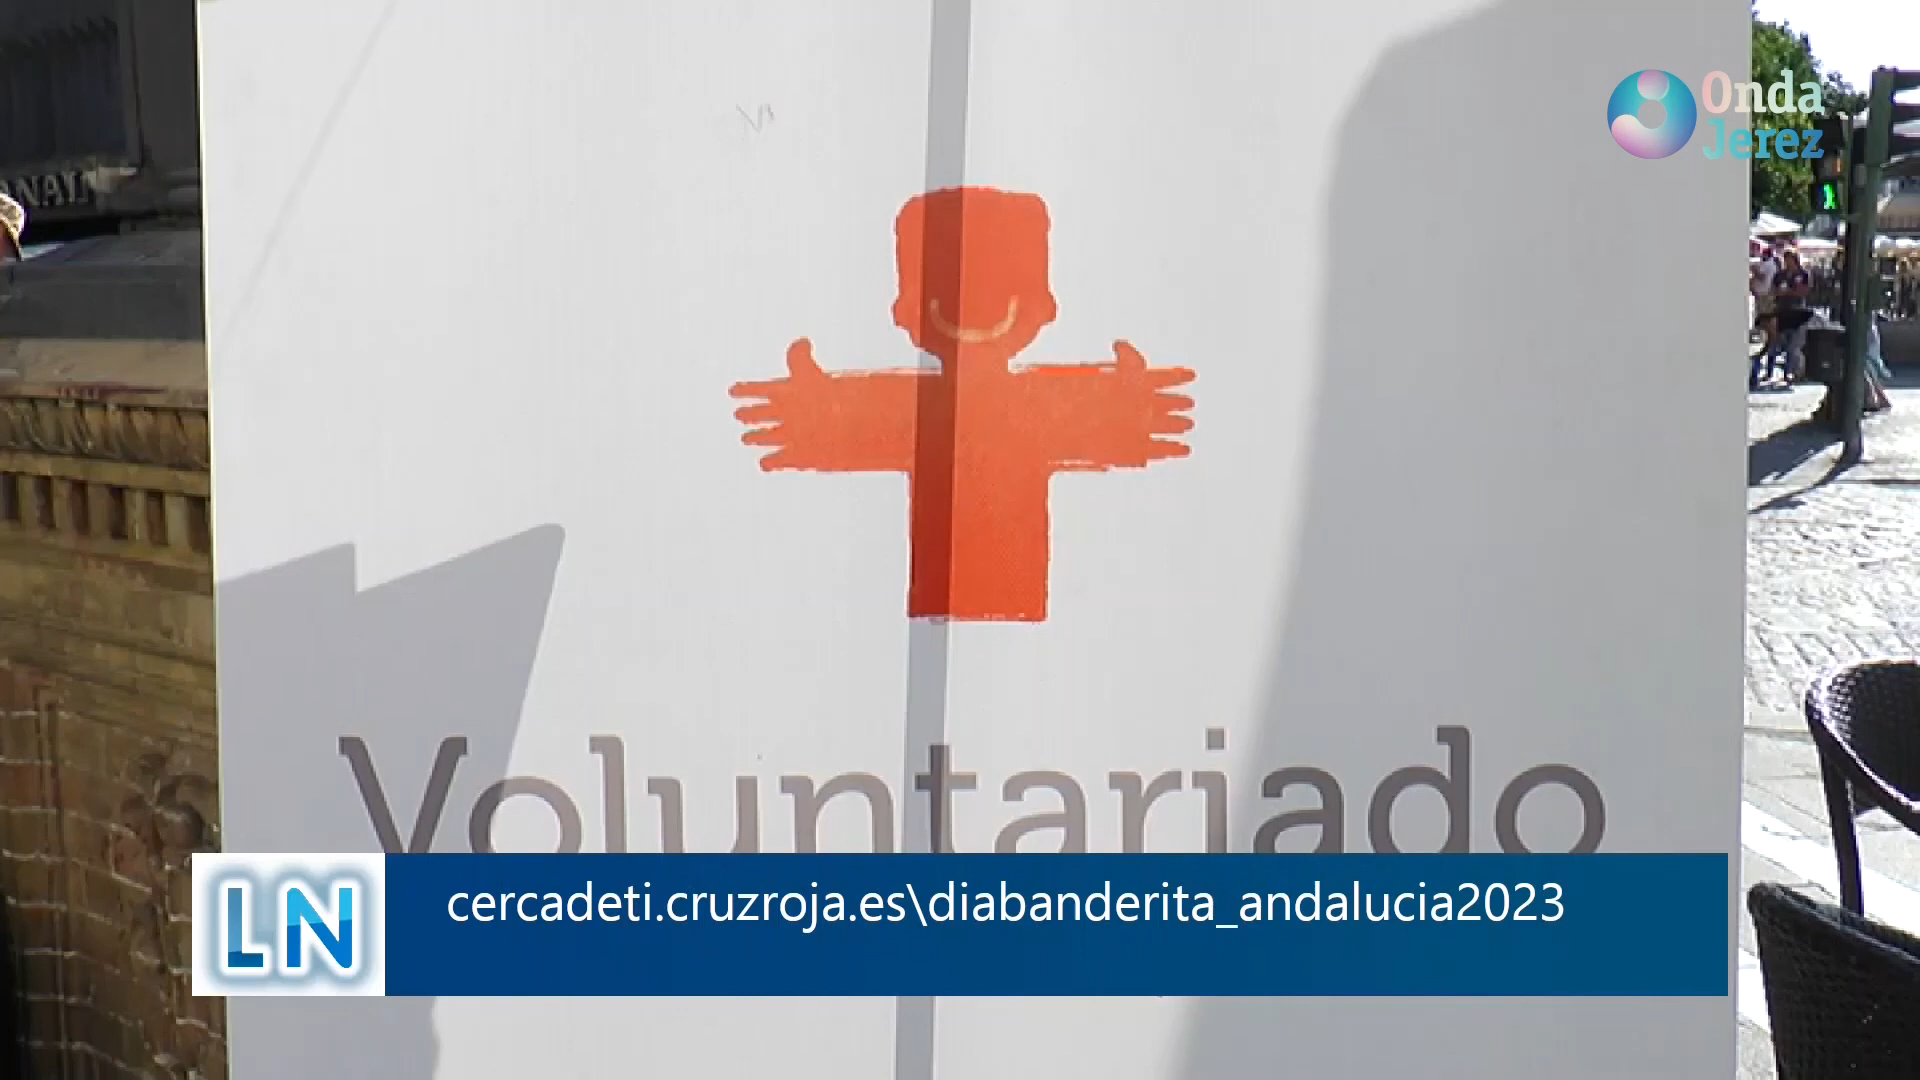 Onda
Jerez
Voluntariado
LN
cercadeti.cruzroja.es\diabanderita_andalucia2023